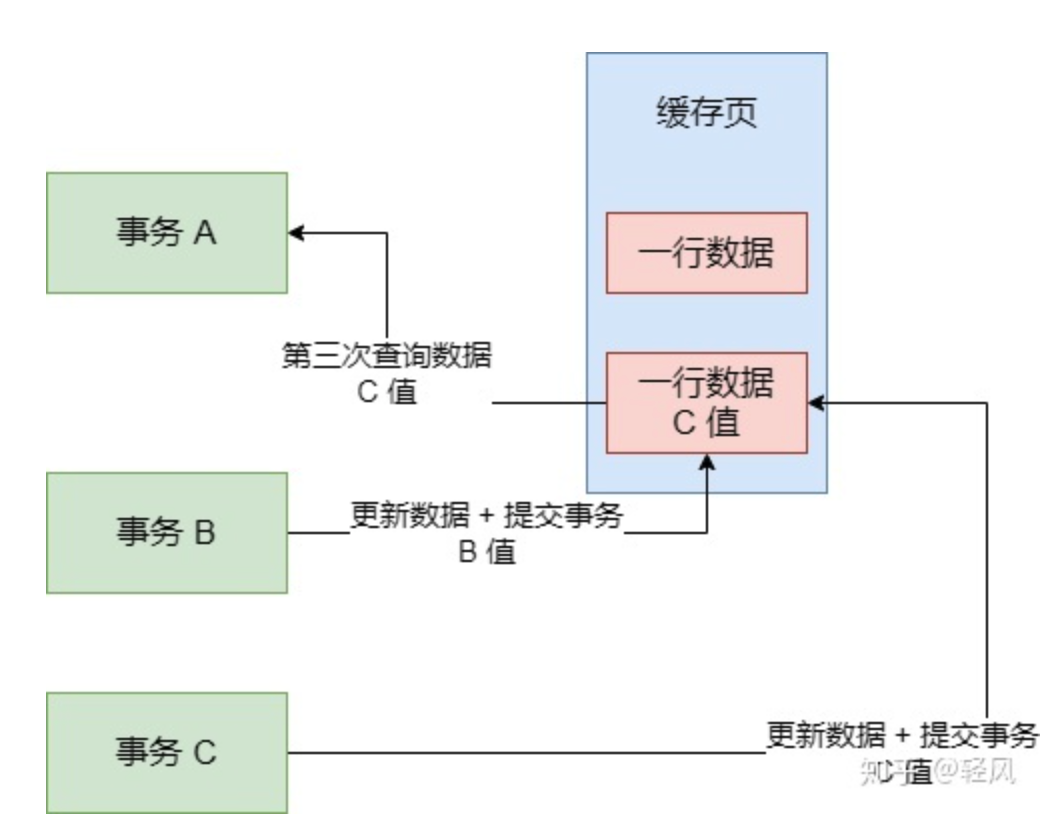 缓存页
事务 A
一行数据
第三次查询数据
C 值
一行数据
C 值
事务 B
更新数据 + 提交事务
B 值
事务 C
更新数据 + 提交事务
C 值
知乎 @轻风